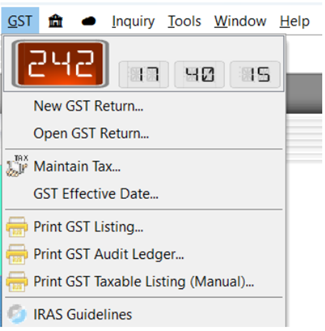 GST Inquiry Tools Window Help
242 17 40 15
New GST Return...
Open GST Return...
TAX
Maintain Tax...
GST Effective Date...
Print GST Listing...
Print GST Audit Ledger...
Print GST Taxable Listing (Manual)...
IRAS Guidelines